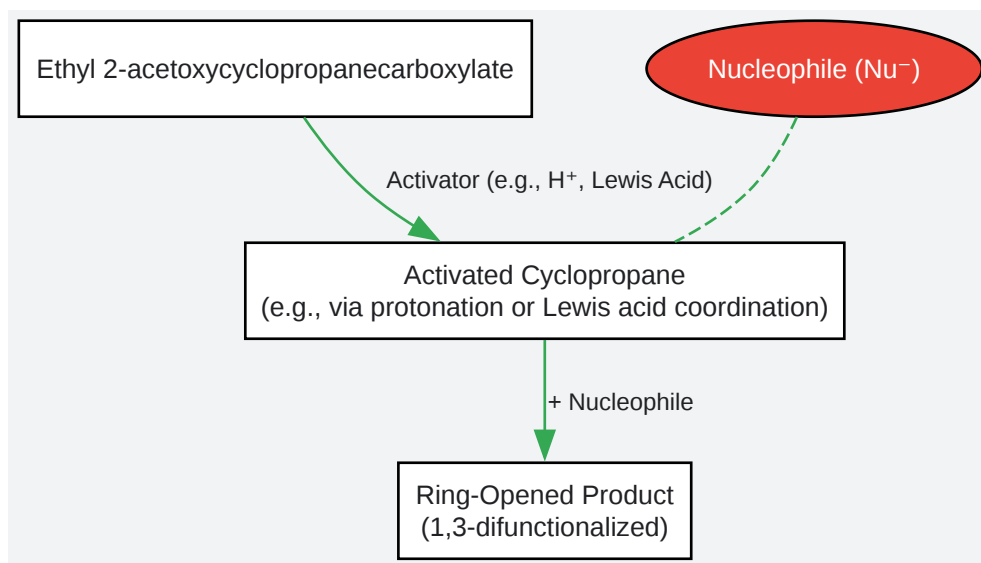 Ethyl 2-acetoxycyclopropanecarboxylate
Nucleophile (Nu⁻)
Activator (e.g., H⁺, Lewis Acid)
Activated Cyclopropane
(e.g., via protonation or Lewis acid coordination)
+ Nucleophile
Ring-Opened Product
(1,3-difunctionalized)